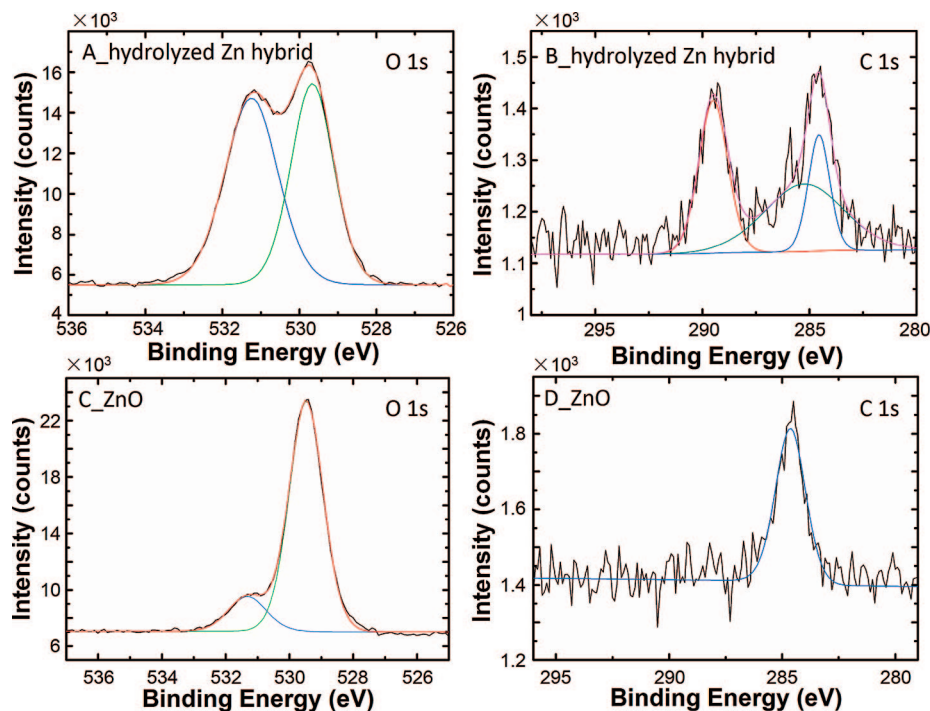 ×10³
A_hydrolyzed Zn hybrid
O 1s
16
14
12
10
8
6
4
536 534 532 530 528 526
Binding Energy (eV)
Intensity (counts)
×10³
B_hydrolyzed Zn hybrid
C 1s
1.5
1.4
1.3
1.2
1.1
1
295 290 285 280
Binding Energy (eV)
Intensity (counts)
×10³
C_ZnO
O 1s
22
18
14
10
6
536 534 532 530 528 526
Binding Energy (eV)
Intensity (counts)
×10³
D_ZnO
C 1s
1.8
1.6
1.4
1.2
295 290 285 280
Binding Energy (eV)
Intensity (counts)